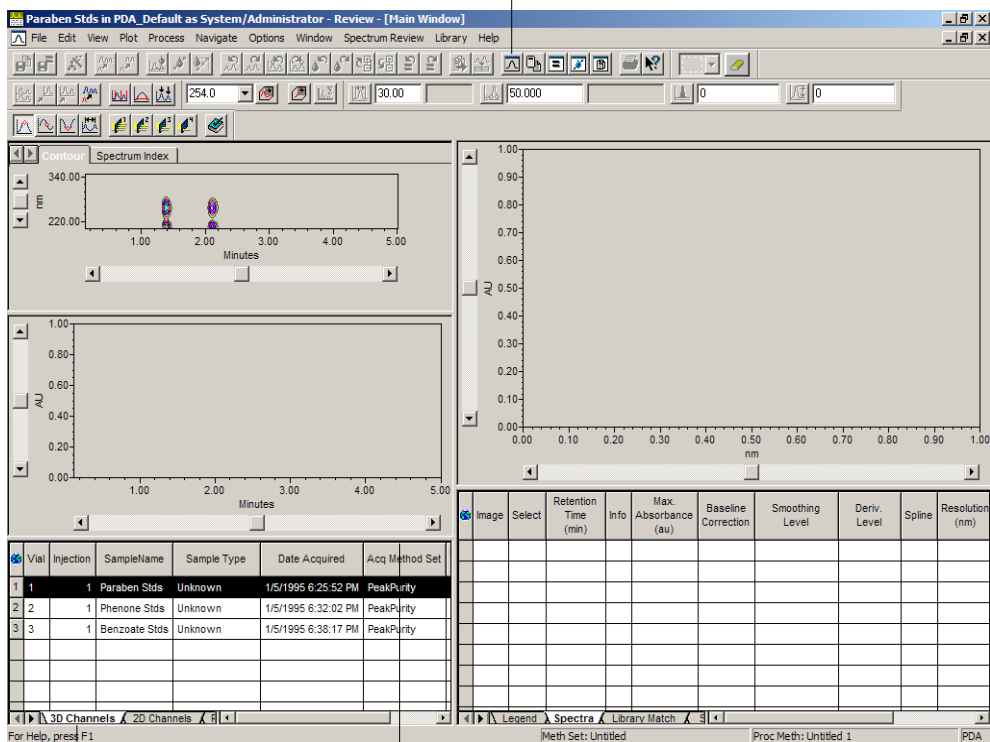 Paraben Stds in PDA_Default as System/Administrator - Review - [Main Window]
File Edit View Plot Process Navigate Options Window Spectrum Review Library Help
254.0 30.00 50.000 0 0
1 2 3 4
Contour Spectrum Index
340.00
nm
220.00
1.00 2.00 3.00 4.00 5.00
Minutes
1.00
0.80
0.60
AU
0.40
0.20
0.00
1.00 2.00 3.00 4.00 5.00
Minutes
Vial Injection SampleName Sample Type Date Acquired Acq Method Set
1 1 1 Paraben Stds Unknown 1/5/1995 6:25:52 PM PeakPurity
2 2 1 Phenone Stds Unknown 1/5/1995 6:32:02 PM PeakPurity
3 3 1 Benzoate Stds Unknown 1/5/1995 6:38:17 PM PeakPurity
3D Channels 2D Channels
1.00
0.90
0.80
0.70
0.60
AU
0.50
0.40
0.30
0.20
0.10
0.00
0.00 0.10 0.20 0.30 0.40 0.50 0.60 0.70 0.80 0.90 1.00
nm
Image Select Retention Time (min) Info Max. Absorbance (au) Baseline Correction Smoothing Level Deriv. Level Spline Resolution (nm)
Legend Spectra Library Match
For Help, press F1 Meth Set: Untitled Proc Meth: Untitled 1 PDA